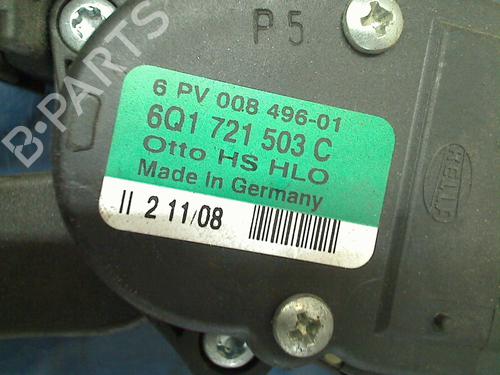 P5
6 PV 008 496-01
6Q1 721 503 C
Otto HS HLO
Made in Germany
II 2 11/08
HELLA
B-PARTS